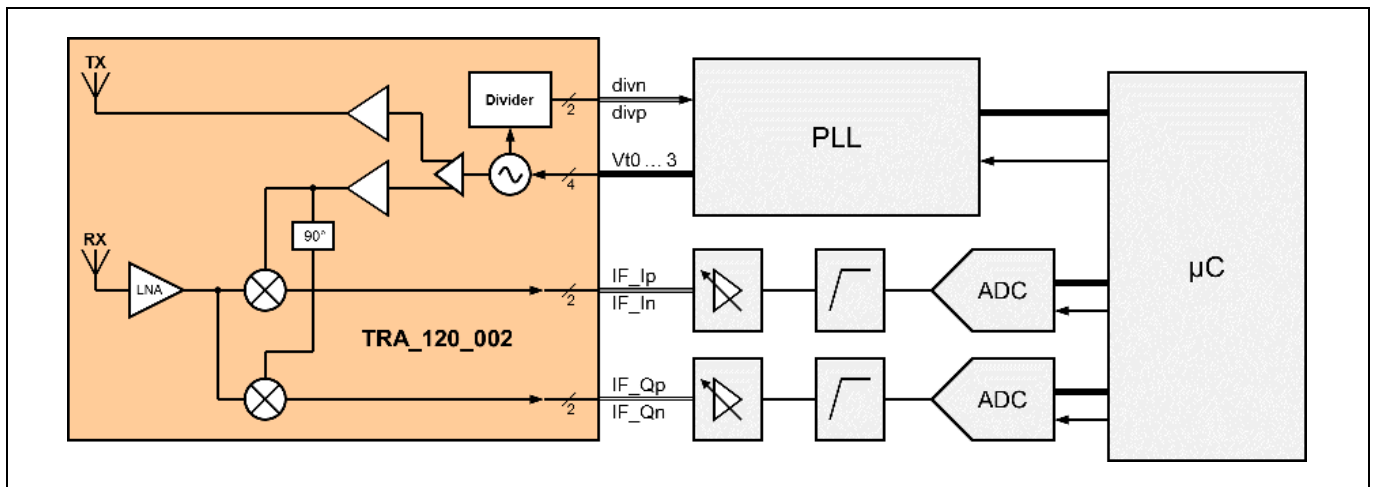 TX
Divider
2
divn
divp
PLL
µC
Vt0 ... 3
4
90°
RX
LNA
IF_Ip
2
IF_In
ADC
TRA_120_002
IF_Qp
2
IF_Qn
ADC